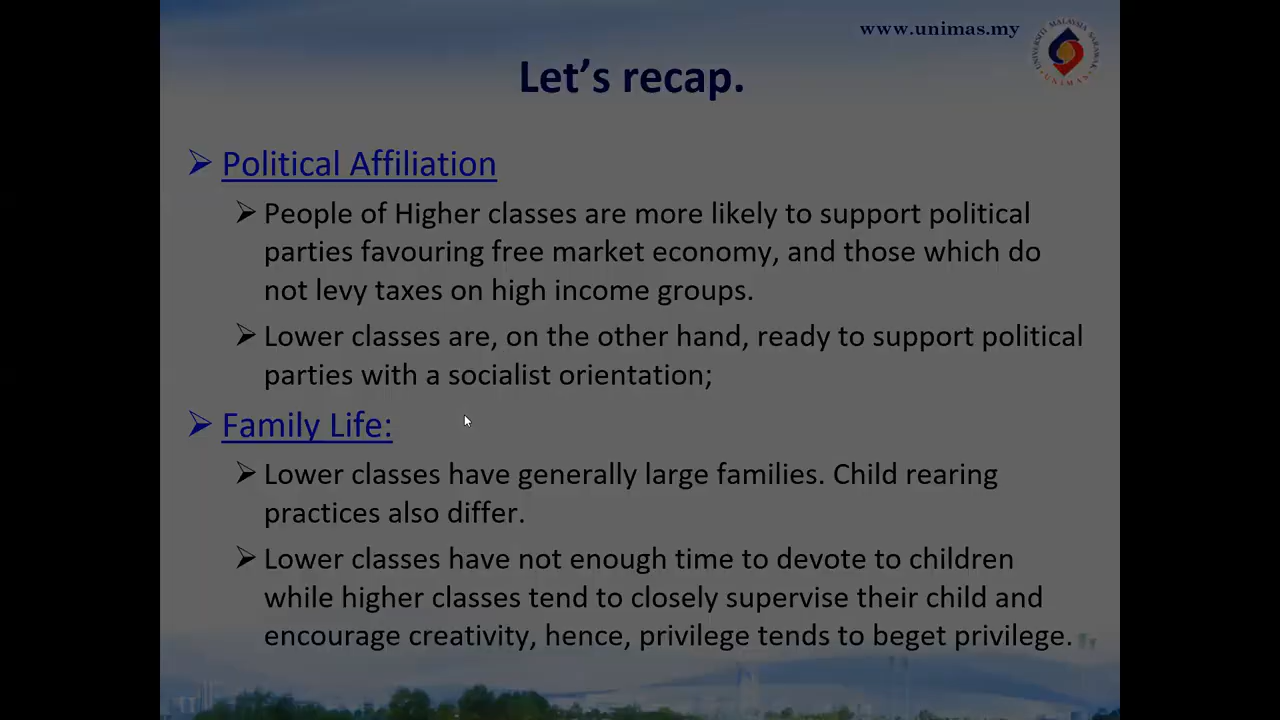 www.unimas.my
UNIVERSITI MALAYSIA SARAWAK
UNIMAS
Let’s recap.
➢ Political Affiliation
➢ People of Higher classes are more likely to support political
parties favouring free market economy, and those which do
not levy taxes on high income groups.
➢ Lower classes are, on the other hand, ready to support political
parties with a socialist orientation;
➢ Family Life:
➢ Lower classes have generally large families. Child rearing
practices also differ.
➢ Lower classes have not enough time to devote to children
while higher classes tend to closely supervise their child and
encourage creativity, hence, privilege tends to beget privilege.